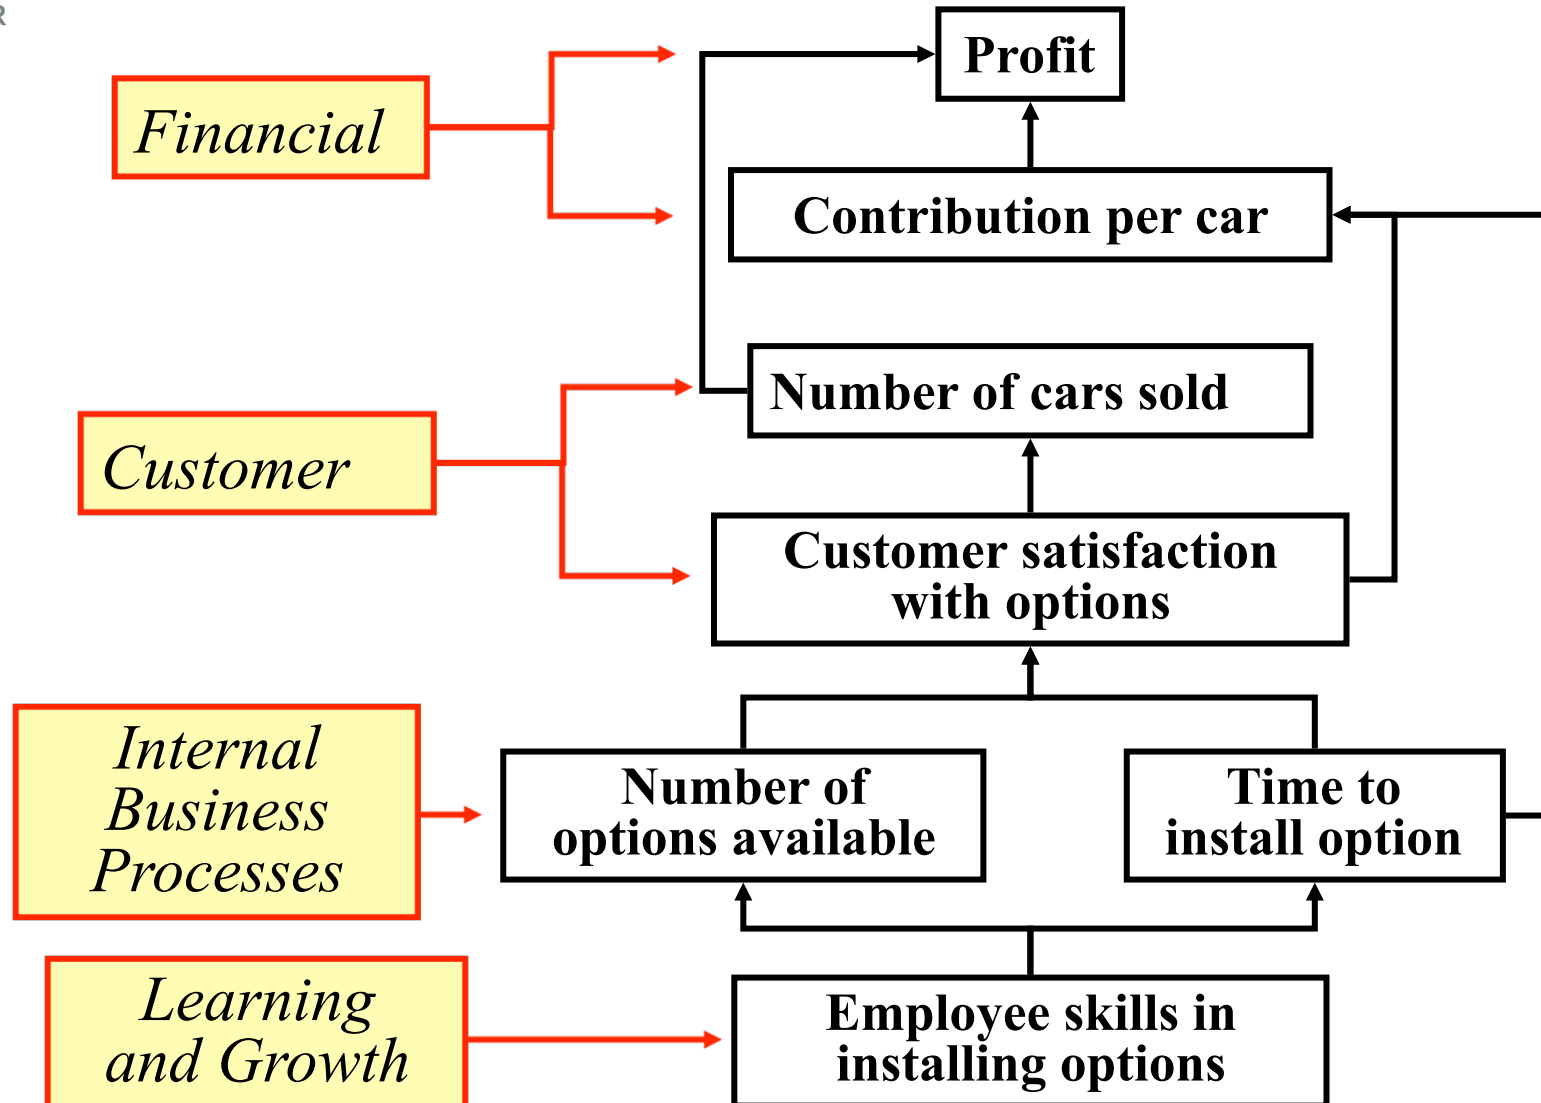 R
Profit
Financial
Contribution per car
Number of cars sold
Customer
Customer satisfaction
with options
Internal
Business
Processes
Number of
options available
Time to
install option
Learning
and Growth
Employee skills in
installing options